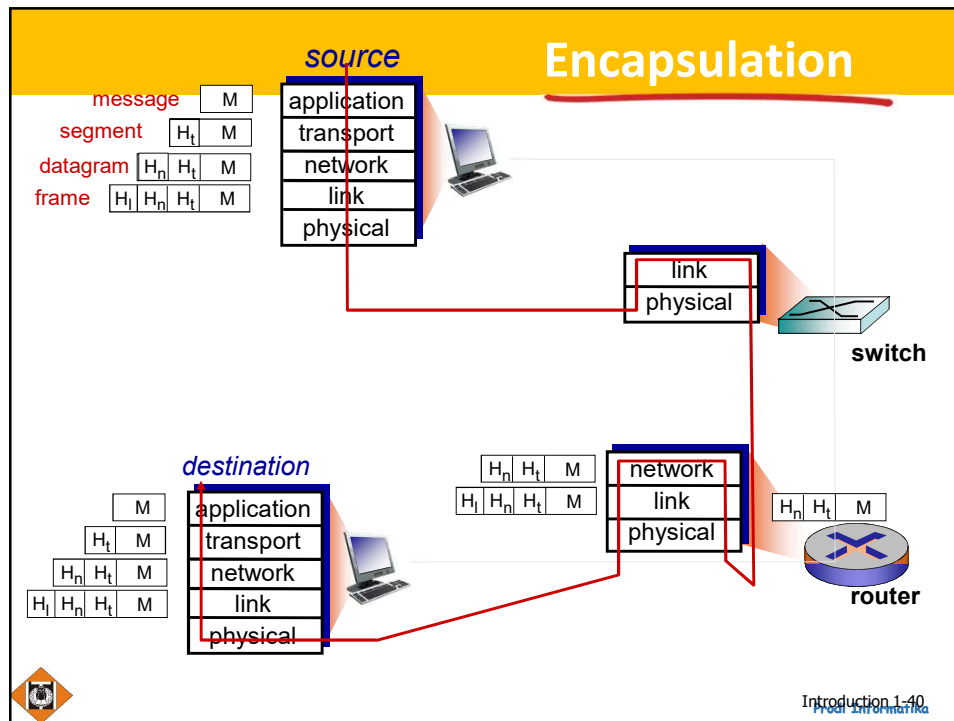 Encapsulation
source
message M
segment Ht M
datagram Hn Ht M
frame Hl Hn Ht M
application
transport
network
link
physical
link
physical
switch
destination
M
Ht M
Hn Ht M
Hl Hn Ht M
application
transport
network
link
physical
Hn Ht M
Hl Hn Ht M
network
link
physical
Hn Ht M
router
Introduction 1-40
Prodi Informatika